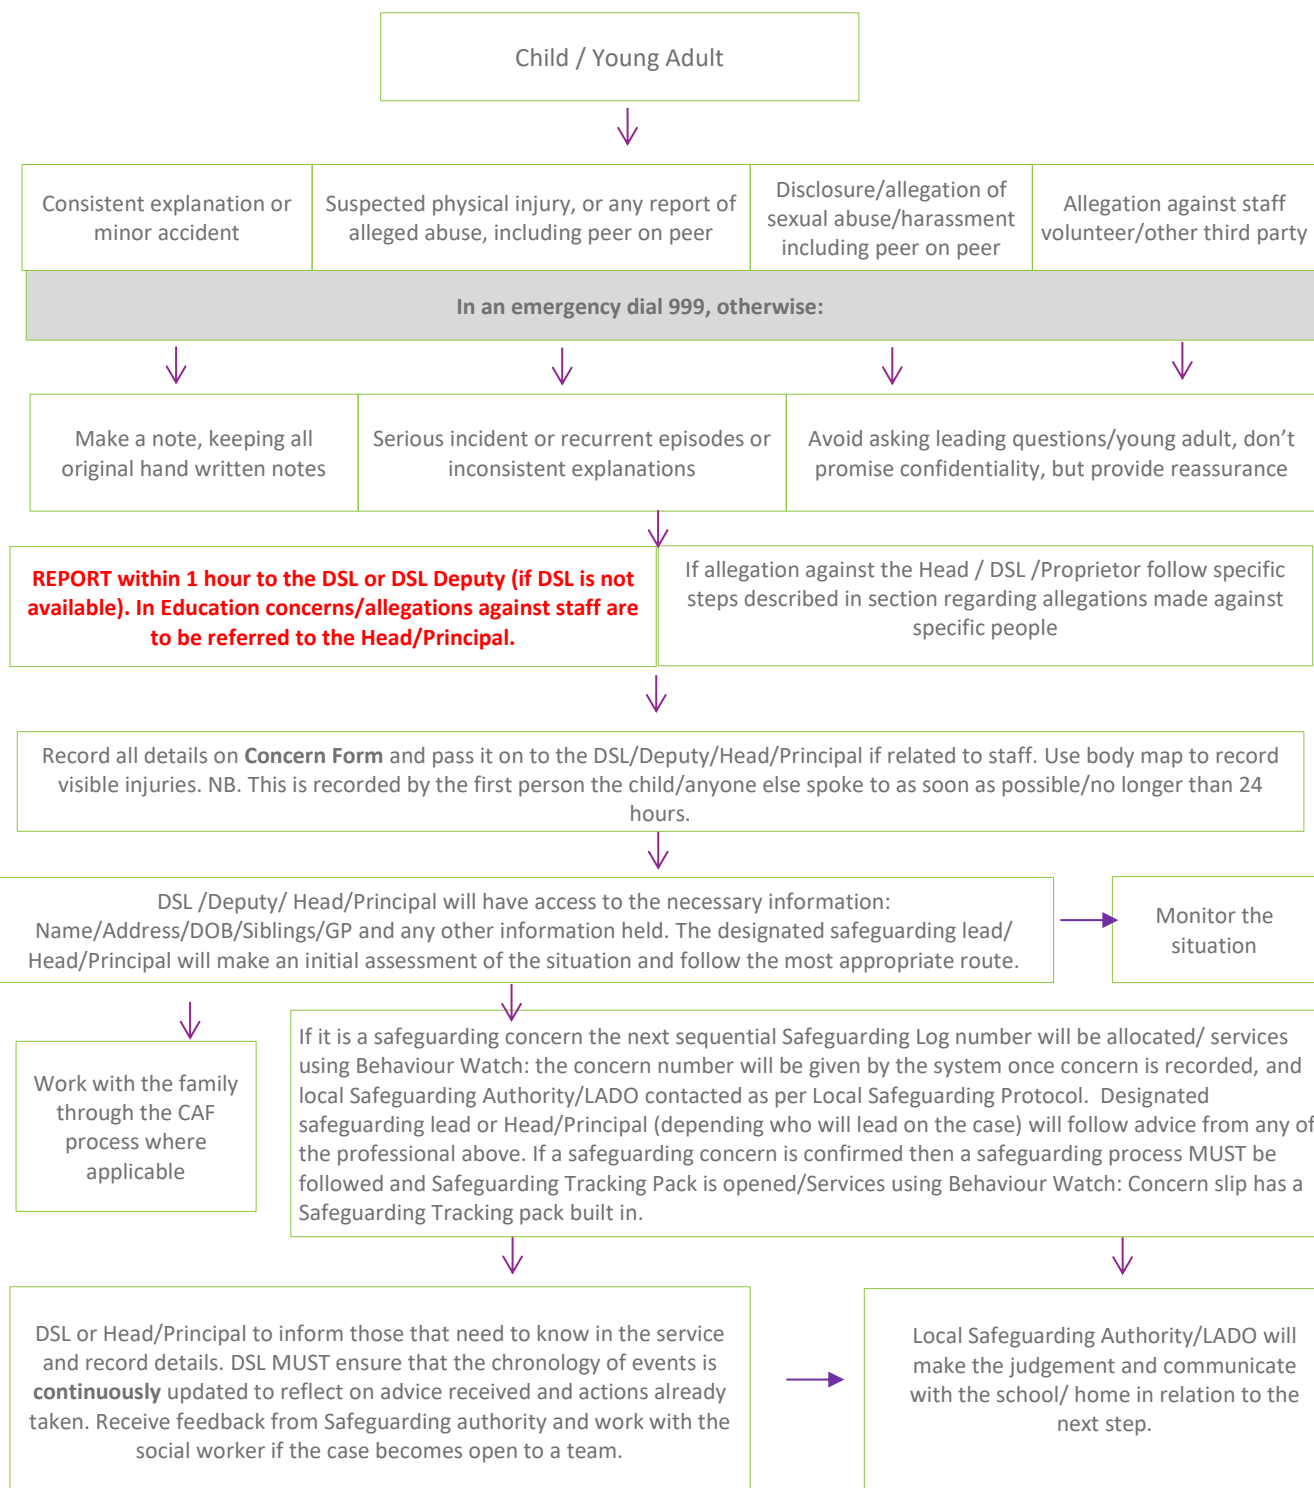 Child / Young Adult
Consistent explanation or
minor accident
Suspected physical injury, or any report of
alleged abuse, including peer on peer
Disclosure/allegation of
sexual abuse/harassment
including peer on peer
Allegation against staff
volunteer/other third party
In an emergency dial 999, otherwise:
Make a note, keeping all
original hand written notes
Serious incident or recurrent episodes or
inconsistent explanations
Avoid asking leading questions/young adult, don’t
promise confidentiality, but provide reassurance
REPORT within 1 hour to the DSL or DSL Deputy (if DSL is not
available). In Education concerns/allegations against staff are
to be referred to the Head/Principal.
If allegation against the Head / DSL /Proprietor follow specific
steps described in section regarding allegations made against
specific people
Record all details on Concern Form and pass it on to the DSL/Deputy/Head/Principal if related to staff. Use body map to record
visible injuries. NB. This is recorded by the first person the child/anyone else spoke to as soon as possible/no longer than 24
hours.
DSL /Deputy/ Head/Principal will have access to the necessary information:
Name/Address/DOB/Siblings/GP and any other information held. The designated safeguarding lead/
Head/Principal will make an initial assessment of the situation and follow the most appropriate route.
Monitor the
situation
Work with the family
through the CAF
process where
applicable
If it is a safeguarding concern the next sequential Safeguarding Log number will be allocated/ services
using Behaviour Watch: the concern number will be given by the system once concern is recorded, and
local Safeguarding Authority/LADO contacted as per Local Safeguarding Protocol.  Designated
safeguarding lead or Head/Principal (depending who will lead on the case) will follow advice from any of
the professional above. If a safeguarding concern is confirmed then a safeguarding process MUST be
followed and Safeguarding Tracking Pack is opened/Services using Behaviour Watch: Concern slip has a
Safeguarding Tracking pack built in.
DSL or Head/Principal to inform those that need to know in the service
and record details. DSL MUST ensure that the chronology of events is
continuously updated to reflect on advice received and actions already
taken. Receive feedback from Safeguarding authority and work with the
social worker if the case becomes open to a team.
Local Safeguarding Authority/LADO will
make the judgement and communicate
with the school/ home in relation to the
next step.